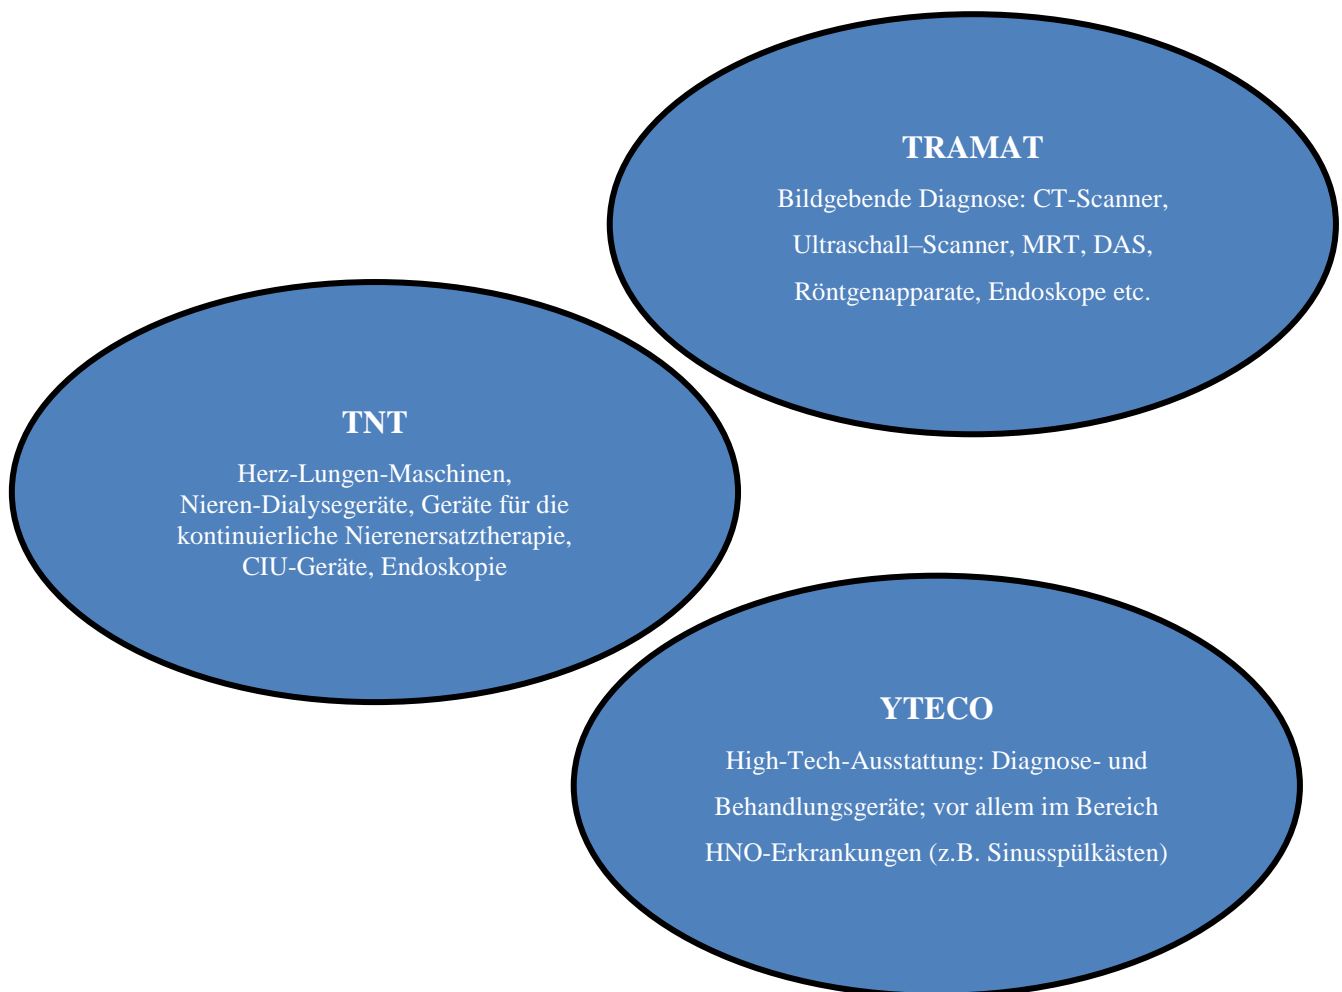 TRAMAT
Bildgebende Diagnose: CT-Scanner,
Ultraschall–Scanner, MRT, DAS,
Röntgenapparate, Endoskope etc.
TNT
Herz-Lungen-Maschinen,
Nieren-Dialysegeräte, Geräte für die
kontinuierliche Nierenersatztherapie,
CIU-Geräte, Endoskopie
YTECO
High-Tech-Ausstattung: Diagnose- und
Behandlungsgeräte; vor allem im Bereich
HNO-Erkrankungen (z.B. Sinusspülkästen)